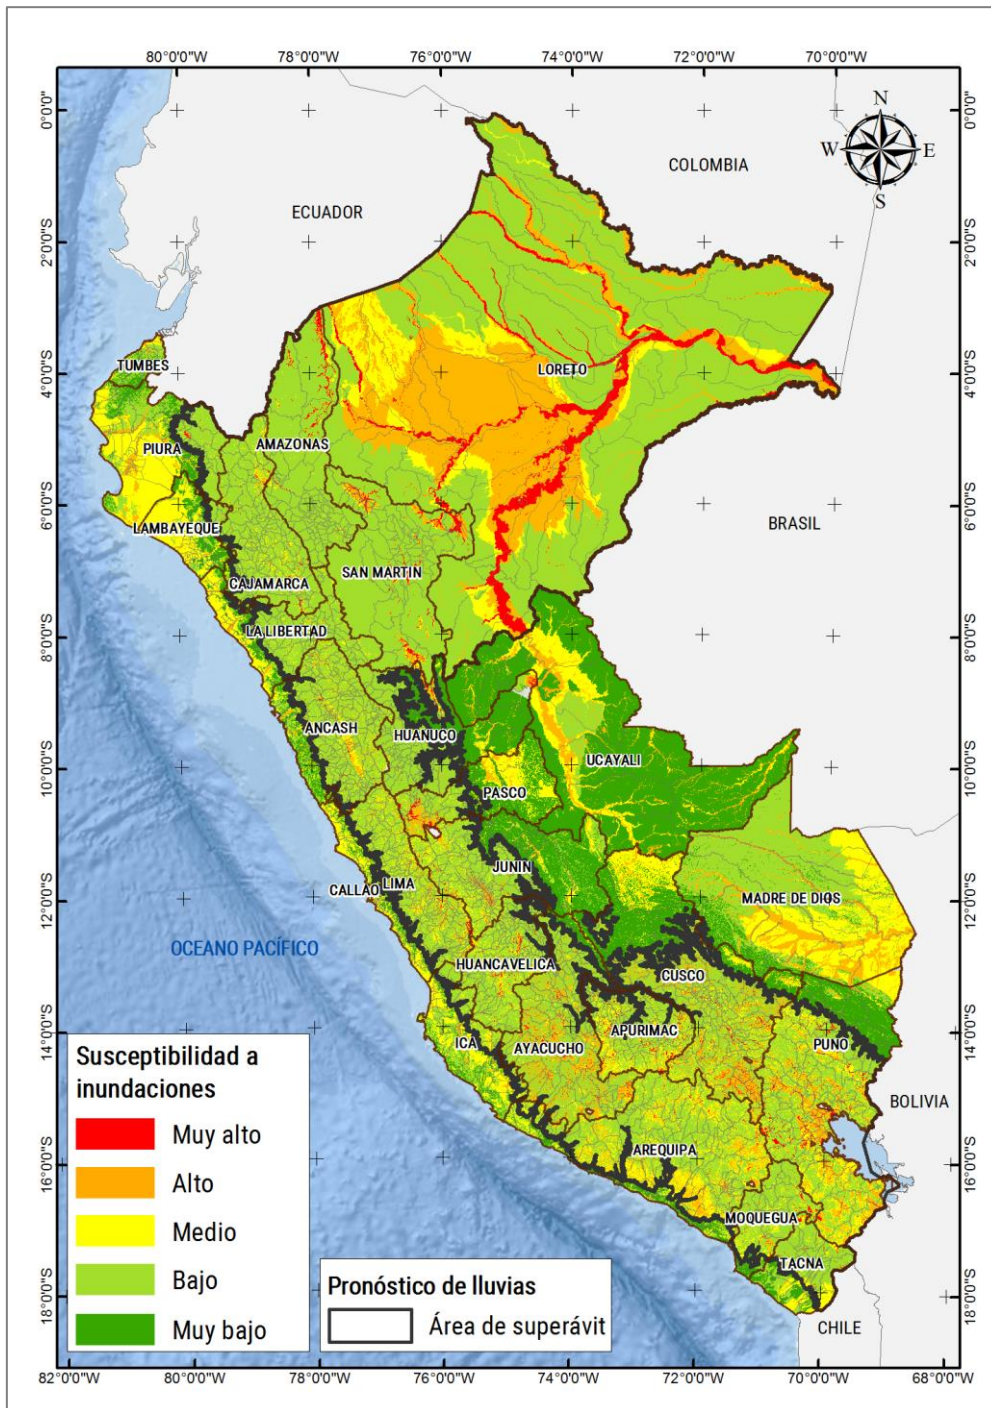 80°0'0"W 78°0'0"W 76°0'0"W 74°0'0"W 72°0'0"W 70°0'0"W
0°0'0"
2°0'0"S
4°0'0"S
6°0'0"S
8°0'0"S
10°0'0"S
12°0'0"S
14°0'0"S
16°0'0"S
18°0'0"S
N
W E
S
COLOMBIA
ECUADOR
TUMBES
LORETO
AMAZONAS
PIURA
BRASIL
LAMBAYEQUE
SAN MARTIN
CAJAMARCA
LA LIBERTAD
ANCASH
HUANUCO
UCAYALI
PASCO
JUNIN
LIMA
CALLAO
MADRE DE DIOS
OCEANO PACÍFICO
HUANCAVELICA
CUSCO
APURIMAC
ICA
AYACUCHO
PUNO
BOLIVIA
AREQUIPA
MOQUEGUA
TACNA
CHILE
Susceptibilidad a
inundaciones
Muy alto
Alto
Medio
Bajo
Muy bajo
Pronóstico de lluvias
Área de superávit
0°0'0"
2°0'0"S
4°0'0"S
6°0'0"S
8°0'0"S
10°0'0"S
12°0'0"S
14°0'0"S
16°0'0"S
18°0'0"S
82°0'0"W 80°0'0"W 78°0'0"W 76°0'0"W 74°0'0"W 72°0'0"W 70°0'0"W 68°0'0"W